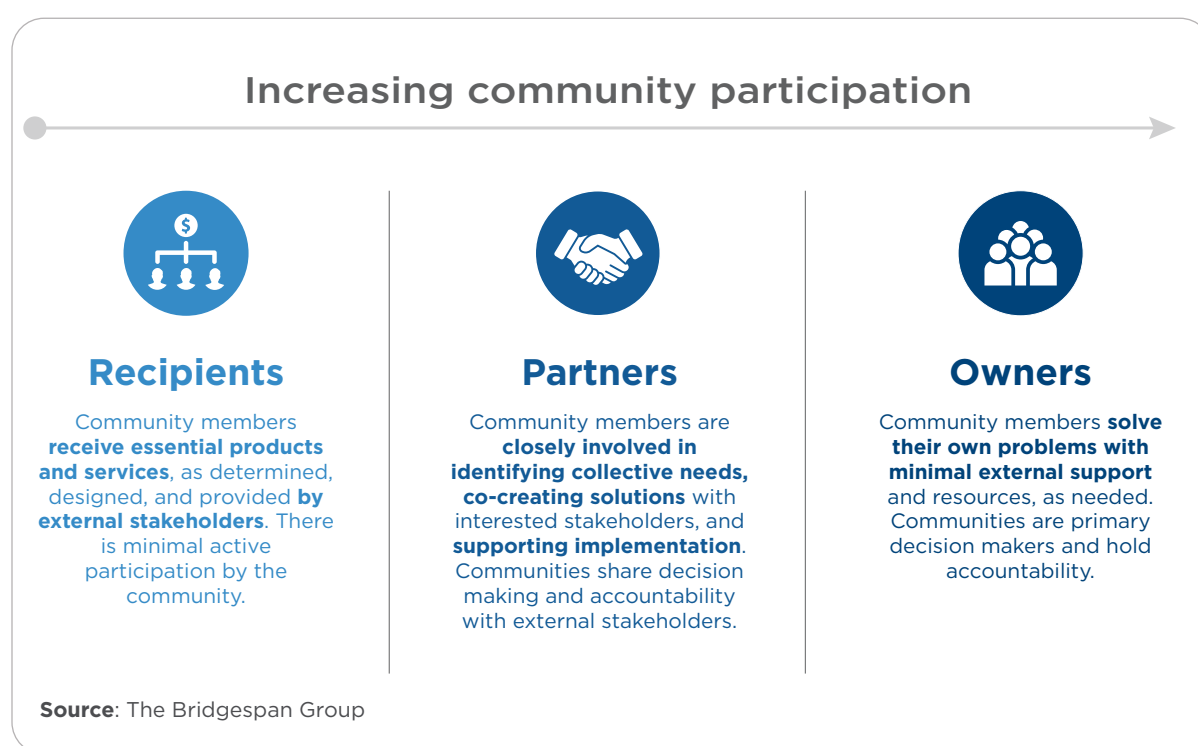 Increasing community participation
$
Recipients
Community members
receive essential products
and services, as determined,
designed, and provided by
external stakeholders. There
is minimal active
participation by the
community.
Partners
Community members are
closely involved in
identifying collective needs,
co-creating solutions with
interested stakeholders, and
supporting implementation.
Communities share decision
making and accountability
with external stakeholders.
Owners
Community members solve
their own problems with
minimal external support
and resources, as needed.
Communities are primary
decision makers and hold
accountability.
Source: The Bridgespan Group